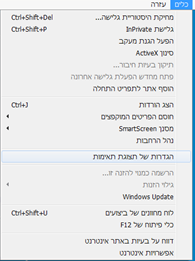 כלים עזרה
מחיקת היסטוריית גלישה... Ctrl+Shift+Del
גלישת InPrivate Ctrl+Shift+P
הפעל הגנת מעקב
סינון ActiveX
תיקון בעיות חיבור...
פתח מחדש הפעלת גלישה אחרונה
הוסף אתר לתפריט התחלה
הצג הורדות Ctrl+J
חוסם הפריטים המוקפצים
מסנן SmartScreen
נהל הרחבות
הגדרות של תצוגת תאימות
הרשמה כמנוי להזנה זו...
גילוי הזנות
Windows Update
לוח מחוונים של ביצועים Ctrl+Shift+U
כלי פיתוח של F12
דווח על בעיות באתר אינטרנט
אפשרויות אינטרנט